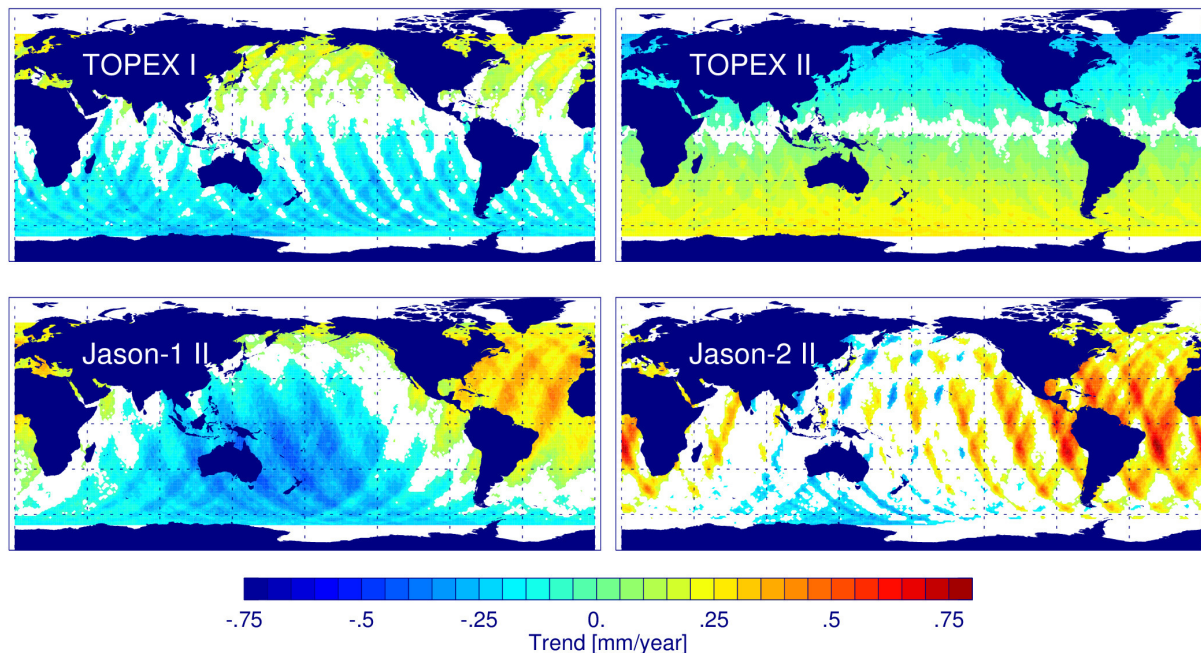 TOPEX I
TOPEX II
Jason-1 II
Jason-2 II
-.75 -.5 -.25 0. .25 .5 .75
Trend [mm/year]